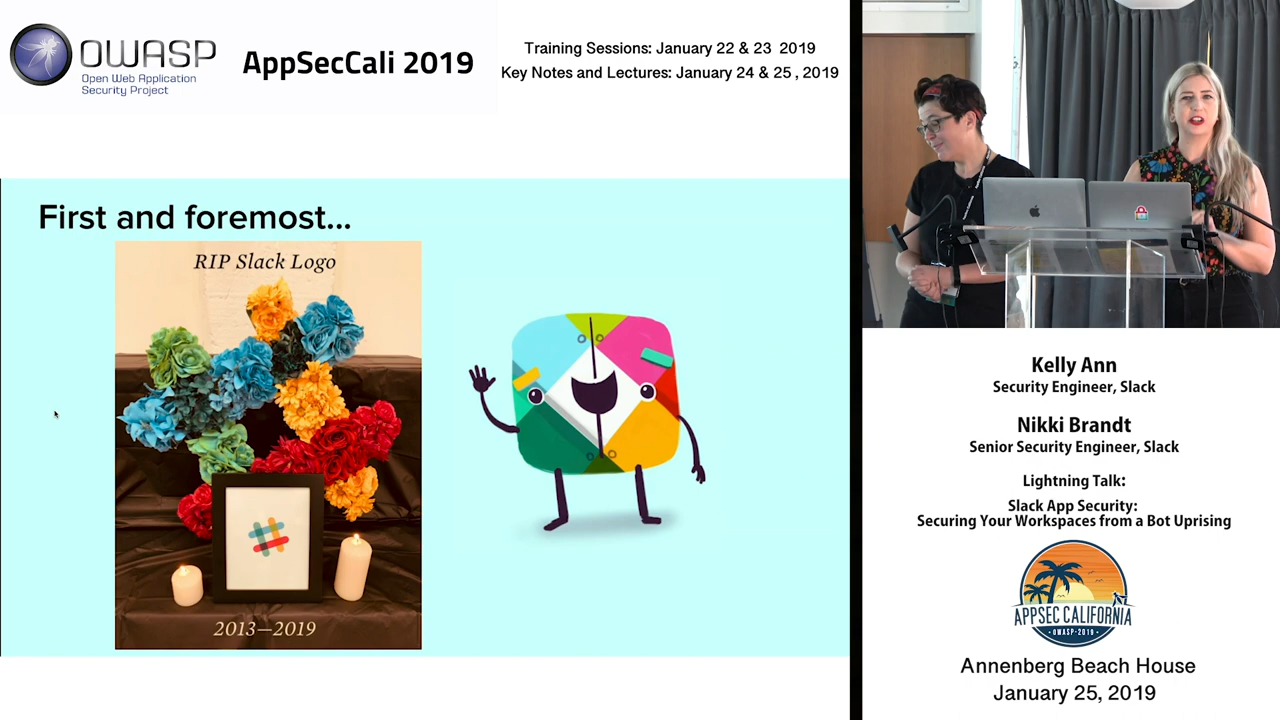 OWASP
Open Web Application
Security Project
AppSecCali 2019
Training Sessions: January 22 & 23 2019
Key Notes and Lectures: January 24 & 25 , 2019
First and foremost...
RIP Slack Logo
2013—2019
Kelly Ann
Security Engineer, Slack
Nikki Brandt
Senior Security Engineer, Slack
Lightning Talk:
Slack App Security:
Securing Your Workspaces from a Bot Uprising
APPSEC CALIFORNIA
• OWASP-2019 •
Annenberg Beach House
January 25, 2019